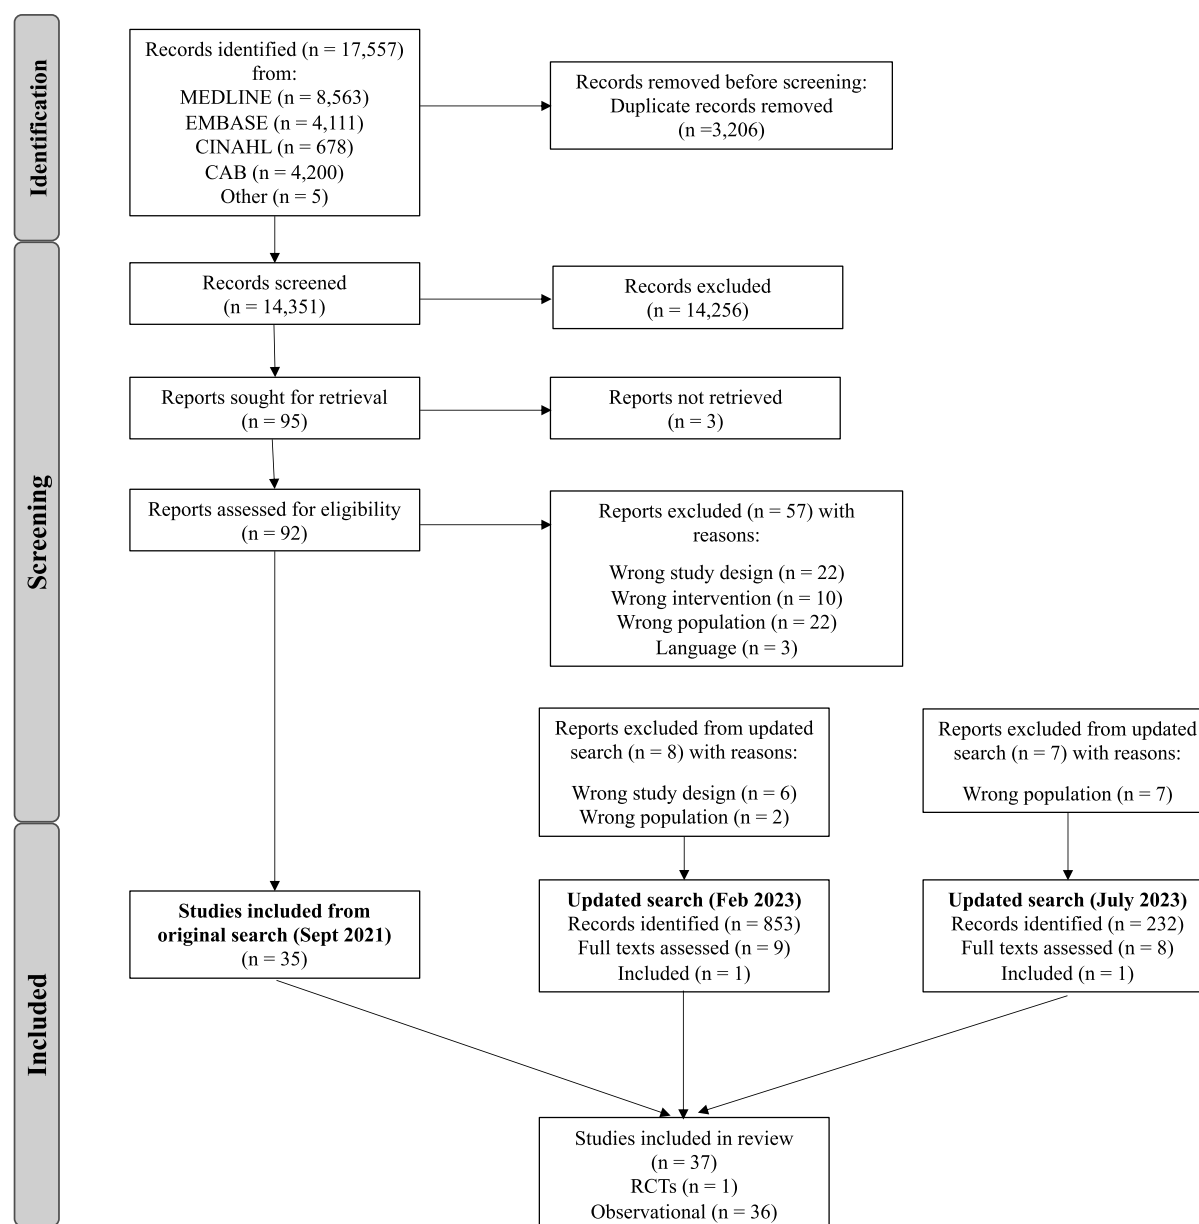 Identification
Records identified (n = 17,557)
from:
MEDLINE (n = 8,563)
EMBASE (n = 4,111)
CINAHL (n = 678)
CAB (n = 4,200)
Other (n = 5)
Records removed before screening:
Duplicate records removed
(n =3,206)
Screening
Records screened
(n = 14,351)
Records excluded
(n = 14,256)
Reports sought for retrieval
(n = 95)
Reports not retrieved
(n = 3)
Reports assessed for eligibility
(n = 92)
Reports excluded (n = 57) with
reasons:
Wrong study design (n = 22)
Wrong intervention (n = 10)
Wrong population (n = 22)
Language (n = 3)
Reports excluded from updated
search (n = 8) with reasons:
Wrong study design (n = 6)
Wrong population (n = 2)
Reports excluded from updated
search (n = 7) with reasons:
Wrong population (n = 7)
Included
Studies included from
original search (Sept 2021)
(n = 35)
Updated search (Feb 2023)
Records identified (n = 853)
Full texts assessed (n = 9)
Included (n = 1)
Updated search (July 2023)
Records identified (n = 232)
Full texts assessed (n = 8)
Included (n = 1)
Studies included in review
(n = 37)
RCTs (n = 1)
Observational (n = 36)